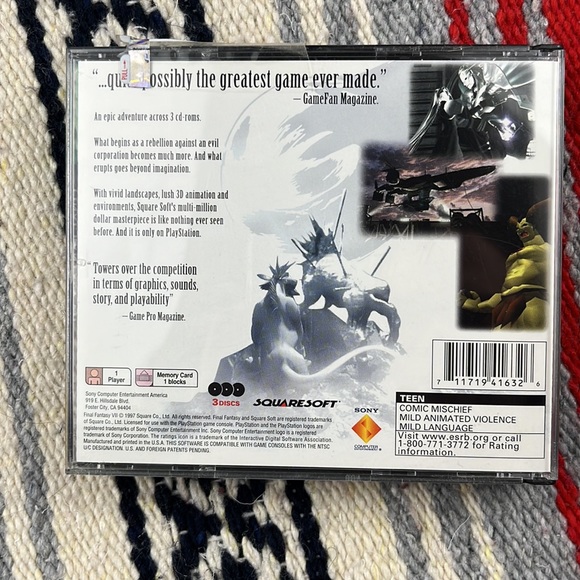 “...qui ossibly the greatest game ever made.”
— GameFan Magazine.
An epic adventure across 3 cd-roms.
What begins as a rebellion against an evil
corporation becomes much more. And what
erupts goes beyond imagination.
With vivid landscapes, lush 3D animation and
environments, Square Soft's multi-million
dollar masterpiece is like nothing ever seen
before. And it is only on PlayStation.
“Towers over the competition
in terms of graphics, sounds,
story, and playability”
— Game Pro Magazine.
1
Player
Memory Card
1 blocks
3 DISCS
SQUARESOFT
SONY
COMPUTER
ENTERTAINMENT
7 11719 41632 6
TEEN
COMIC MISCHIEF
MILD ANIMATED VIOLENCE
MILD LANGUAGE
Visit www.esrb.org or call
1-800-771-3772 for Rating
Information.
Sony Computer Entertainment America
919 E. Hillsdale Blvd.
Foster City, CA 94404
Final Fantasy VII © 1997 Square Co., Ltd. All rights reserved. Final Fantasy and Square Soft are registered trademarks
of Square Co., Ltd. Licensed for use with the PlayStation game console. PlayStation and the PlayStation logos are
registered trademarks of Sony Computer Entertainment Inc. Sony Computer Entertainment logo is a registered
trademark of Sony Corporation. The ratings icon is a trademark of the Interactive Digital Software Association.
Manufactured and printed in the U.S.A. THIS SOFTWARE IS COMPATIBLE WITH GAME CONSOLES WITH THE NTSC
U/C DESIGNATION. U.S. AND FOREIGN PATENTS PENDING.